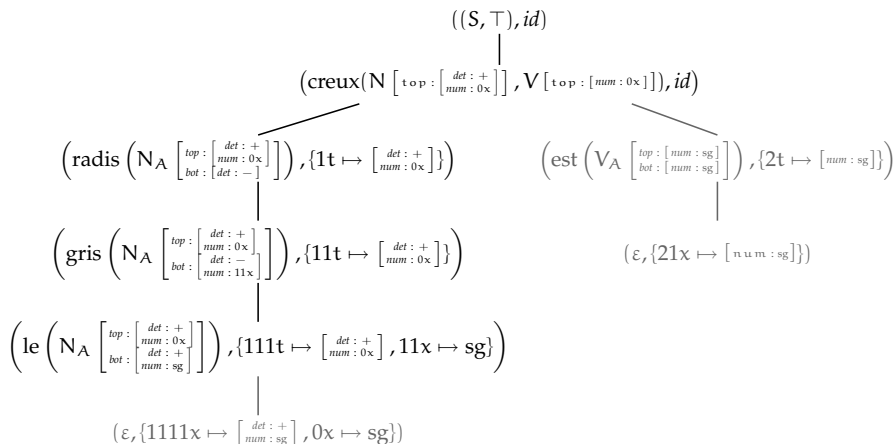 ((S, ⊤), id)
(creux(N [top : [det : + num : 0x]], V [top : [num : 0x]]), id)
(radis (N_A [top : [det : + num : 0x] bot : [det : −]]), {1t ↦ [det : + num : 0x]})
(est (V_A [top : [num : sg] bot : [num : sg]]), {2t ↦ [num : sg]})
(gris (N_A [top : [det : + num : 0x] bot : [det : − num : 11x]]), {11t ↦ [det : + num : 0x]})
(ε, {21x ↦ [num : sg]})
(le (N_A [top : [det : + num : 0x] bot : [det : + num : sg]]), {111t ↦ [det : + num : 0x], 11x ↦ sg})
(ε, {1111x ↦ [det : + num : sg], 0x ↦ sg})